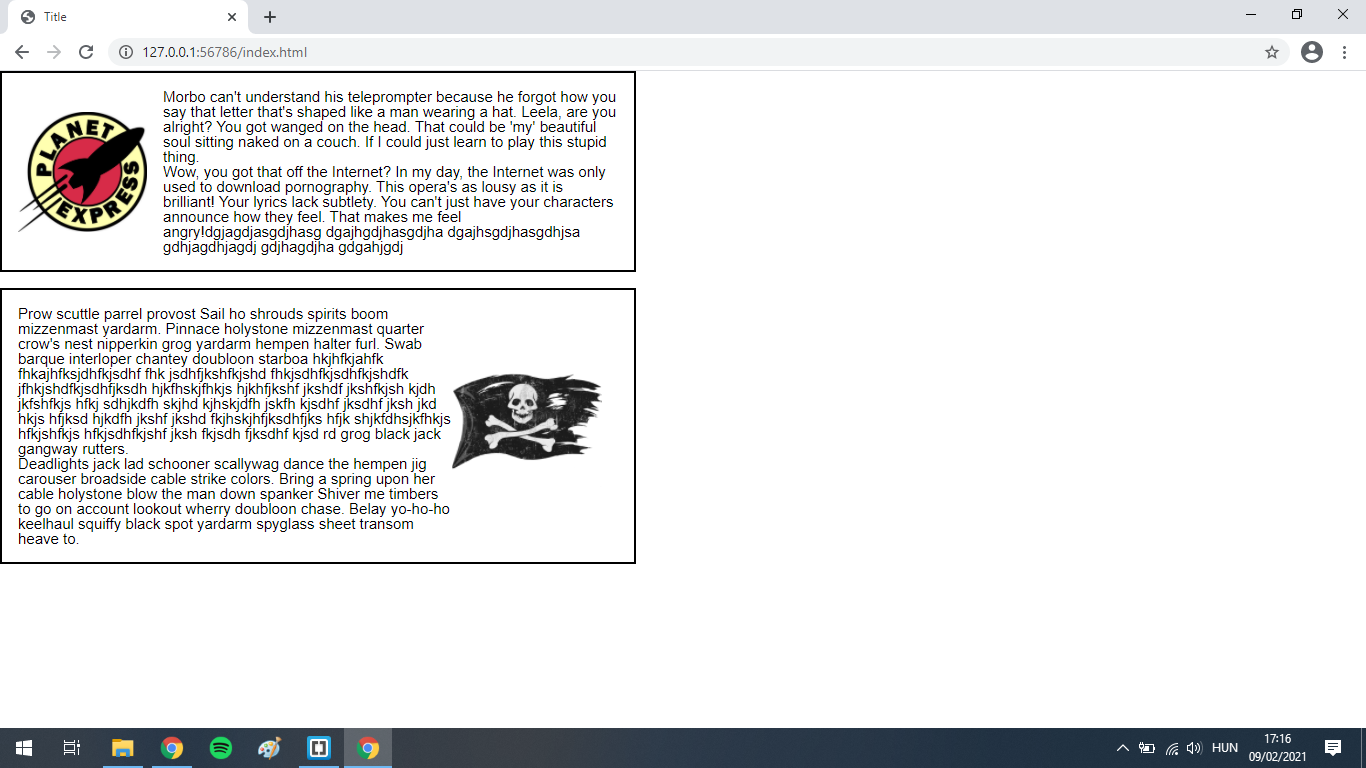 Title
127.0.0.1:56786/index.html
PLANET
EXPRESS
Morbo can't understand his teleprompter because he forgot how you
say that letter that's shaped like a man wearing a hat. Leela, are you
alright? You got wanged on the head. That could be 'my' beautiful
soul sitting naked on a couch. If I could just learn to play this stupid
thing.
Wow, you got that off the Internet? In my day, the Internet was only
used to download pornography. This opera's as lousy as it is
brilliant! Your lyrics lack subtlety. You can't just have your characters
announce how they feel. That makes me feel
angry!dgjagdjasgdjhasg dgajhgdjhasgdjha dgajhsgdjhasgdhjsa
gdhjagdhjagdj gdjhagdjha gdgahjgdj
Prow scuttle parrel provost Sail ho shrouds spirits boom
mizzenmast yardarm. Pinnace holystone mizzenmast quarter
crow's nest nipperkin grog yardarm hempen halter furl. Swab
barque interloper chantey doubloon starboa hkjhfkjahfk
fhkajhfksjdhfkjsdhf fhk jsdhfjkshfkjshd fhkjsdhfkjsdhfkjshdfk
jfhkjshdfkjsdhfjksdh hjkfhskjfhkjs hjkhfjkshf jkshdf jkshfkjsh kjdh
jkfshfkjs hfkj sdhjkdfh skjhd kjhskjdfh jskfh kjsdhf jksdhf jksh jkd
hkjs hfjksd hjkdfh jkshf jkshd fkjhskjhfjksdhfjks hfjk shjkfdhsjkfhkjs
hfkjshfkjs hfkjsdhfkjshf jksh fkjsdh fjksdhf kjsd rd grog black jack
gangway rutters.
Deadlights jack lad schooner scallywag dance the hempen jig
carouser broadside cable strike colors. Bring a spring upon her
cable holystone blow the man down spanker Shiver me timbers
to go on account lookout wherry doubloon chase. Belay yo-ho-ho
keelhaul squiffy black spot yardarm spyglass sheet transom
heave to.
HUN
17:16
09/02/2021